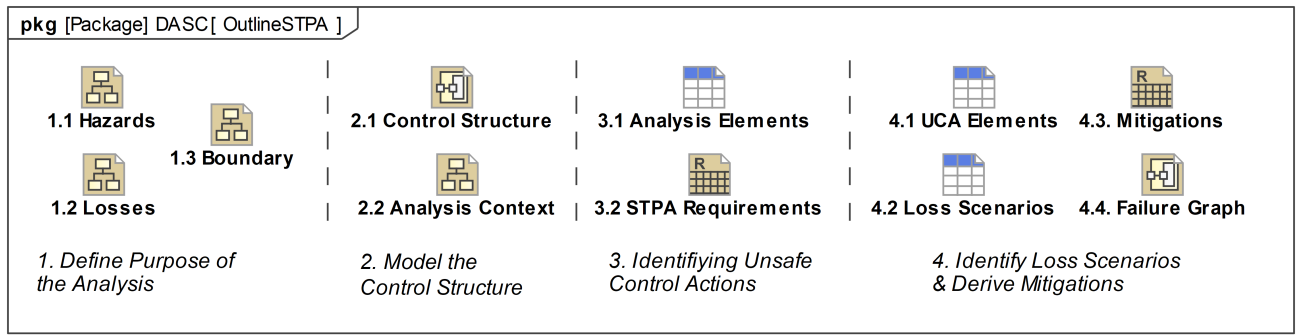 pkg [Package] DASC[ OutlineSTPA ]
1.1 Hazards
1.3 Boundary
1.2 Losses
1. Define Purpose of
the Analysis
2.1 Control Structure
2.2 Analysis Context
2. Model the
Control Structure
3.1 Analysis Elements
R
3.2 STPA Requirements
3. Identifiying Unsafe
Control Actions
4.1 UCA Elements
R
4.3. Mitigations
4.2 Loss Scenarios
4.4. Failure Graph
4. Identify Loss Scenarios
& Derive Mitigations